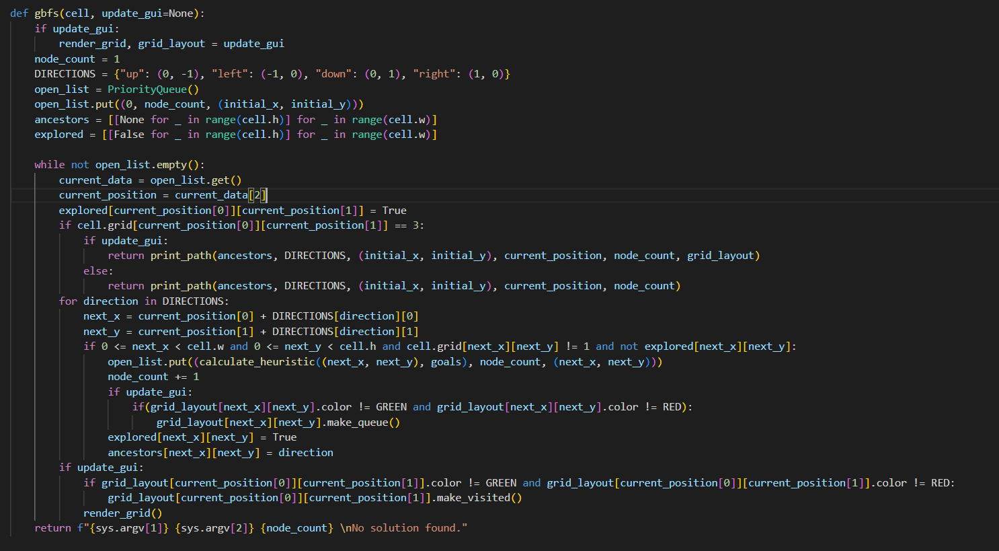 def gbfs(cell, update_gui=None):
    if update_gui:
        render_grid, grid_layout = update_gui
    node_count = 1
    DIRECTIONS = {"up": (0, -1), "left": (-1, 0), "down": (0, 1), "right": (1, 0)}
    open_list = PriorityQueue()
    open_list.put((0, node_count, (initial_x, initial_y)))
    ancestors = [[None for _ in range(cell.h)] for _ in range(cell.w)]
    explored = [[False for _ in range(cell.h)] for _ in range(cell.w)]

    while not open_list.empty():
        current_data = open_list.get()
        current_position = current_data[2]
        explored[current_position[0]][current_position[1]] = True
        if cell.grid[current_position[0]][current_position[1]] == 3:
            if update_gui:
                return print_path(ancestors, DIRECTIONS, (initial_x, initial_y), current_position, node_count, grid_layout)
            else:
                return print_path(ancestors, DIRECTIONS, (initial_x, initial_y), current_position, node_count)
        for direction in DIRECTIONS:
            next_x = current_position[0] + DIRECTIONS[direction][0]
            next_y = current_position[1] + DIRECTIONS[direction][1]
            if 0 <= next_x < cell.w and 0 <= next_y < cell.h and cell.grid[next_x][next_y] != 1 and not explored[next_x][next_y]:
                open_list.put((calculate_heuristic((next_x, next_y), goals), node_count, (next_x, next_y)))
                node_count += 1
                if update_gui:
                    if(grid_layout[next_x][next_y].color != GREEN and grid_layout[next_x][next_y].color != RED):
                        grid_layout[next_x][next_y].make_queue()
                explored[next_x][next_y] = True
                ancestors[next_x][next_y] = direction
        if update_gui:
            if grid_layout[current_position[0]][current_position[1]].color != GREEN and grid_layout[current_position[0]][current_position[1]].color != RED:
                grid_layout[current_position[0]][current_position[1]].make_visited()
            render_grid()
    return f"{sys.argv[1]} {sys.argv[2]} {node_count} \nNo solution found."